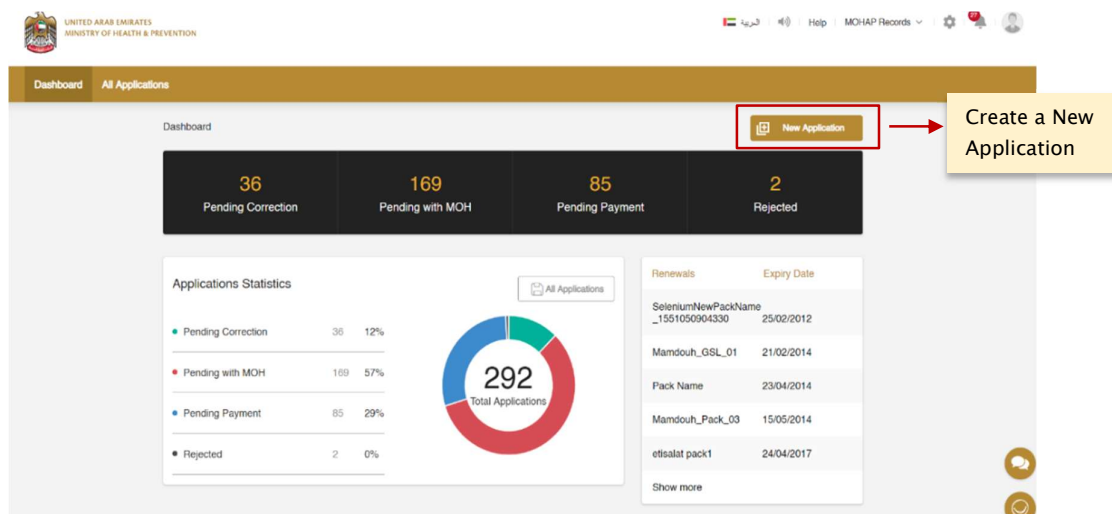 UNITED ARAB EMIRATES
MINISTRY OF HEALTH & PREVENTION
العربية
Help
MOHAP Records
27
Dashboard All Applications
Dashboard
New Application
Create a New
Application
36 169 85 2
Pending Correction Pending with MOH Pending Payment Rejected
Applications Statistics
All Applications
Pending Correction 36 12%
Pending with MOH 169 57%
Pending Payment 85 29%
Rejected 2 0%
292
Total Applications
Renewals Expiry Date
SeleniumNewPackName
_1551050904330 25/02/2012
Mamdouh_GSL_01 21/02/2014
Pack Name 23/04/2014
Mamdouh_Pack_03 15/05/2014
etisalat pack1 24/04/2017
Show more